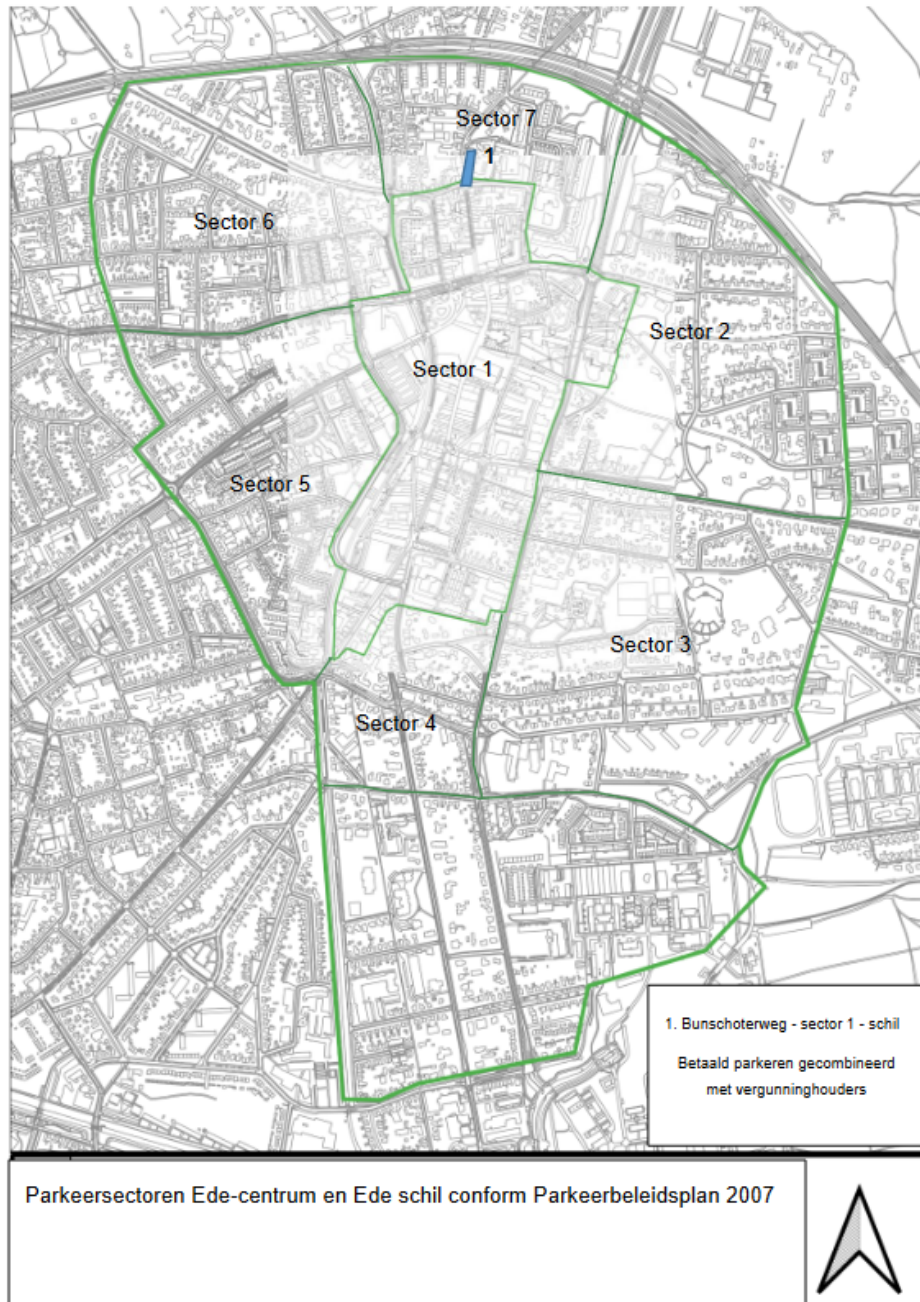 Sector 7
1
Sector 6
Sector 2
Sector 1
Sector 5
Sector 3
Sector 4
1. Bunschoterweg - sector 1 - schil
Betaald parkeren gecombineerd
met vergunninghouders
Parkeersectoren Ede-centrum en Ede schil conform Parkeerbeleidsplan 2007